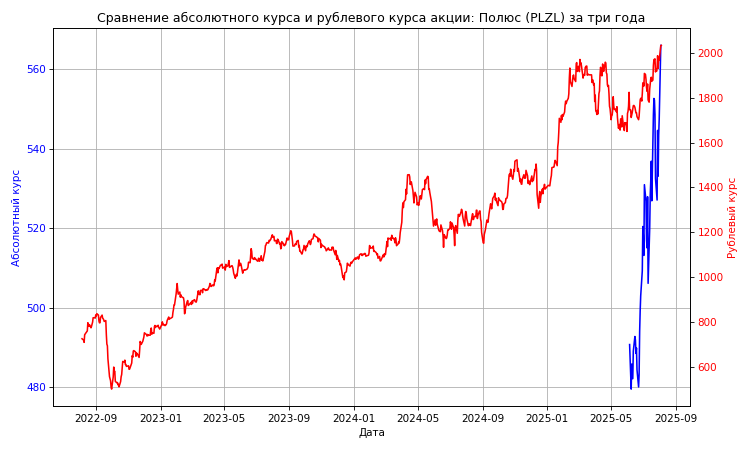 Сравнение абсолютного курса и рублевого курса акции: Полюс (PLZL) за три года
Абсолютный курс
560
540
520
500
480
2000
1800
1600
1400
1200
1000
800
600
Рублевый курс
2022-09 2023-01 2023-05 2023-09 2024-01 2024-05 2024-09 2025-01 2025-05 2025-09
Дата